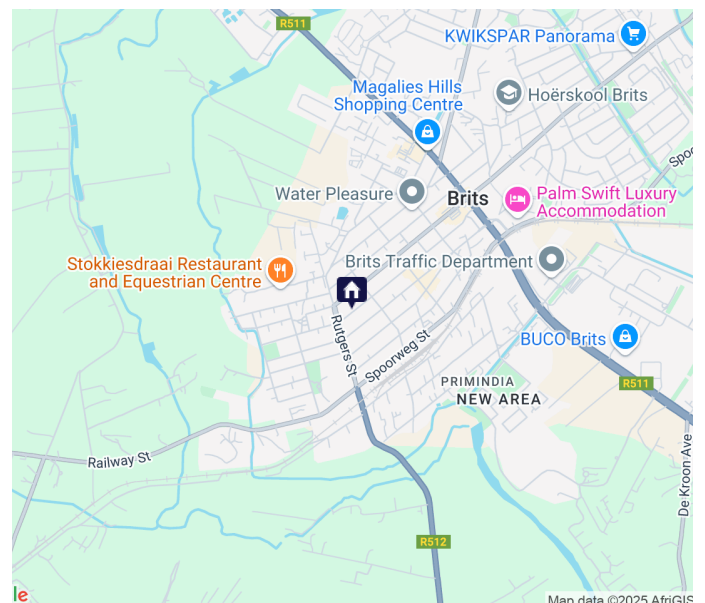 R511
KWIKSPAR Panorama
Magalies Hills
Shopping Centre
Hoërskool Brits
Water Pleasure
Brits
Palm Swift Luxury
Accommodation
Stokkiesdraai Restaurant
and Equestrian Centre
Brits Traffic Department
Rutgers St
Spoorweg St
BUCO Brits
PRIMINDIA
NEW AREA
R511
Railway St
De Kroon Ave
R512
Map data ©2025 AfriGIS